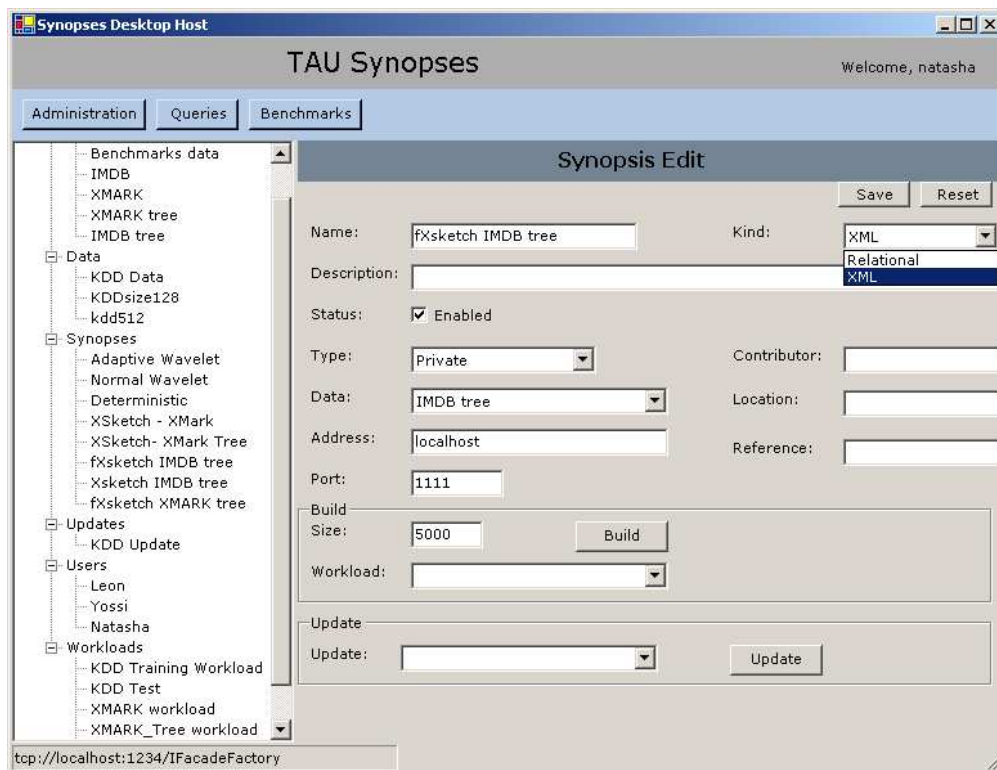 Synopses Desktop Host
TAU Synopses
Welcome, natasha
Administration
Queries
Benchmarks
Benchmarks data
IMDB
XMARK
XMARK tree
IMDB tree
Data
KDD Data
KDDsize128
kdd512
Synopses
Adaptive Wavelet
Normal Wavelet
Deterministic
XSketch - XMark
XSketch- XMark Tree
fXsketch IMDB tree
Xsketch IMDB tree
fXsketch XMARK tree
Updates
KDD Update
Users
Leon
Yossi
Natasha
Workloads
KDD Training Workload
KDD Test
XMARK workload
XMARK_Tree workload
Synopsis Edit
Save
Reset
Name:
fXsketch IMDB tree
Kind:
XML
Relational
XML
Description:
Status:
Enabled
Type:
Private
Contributor:
Data:
IMDB tree
Location:
Address:
localhost
Reference:
Port:
1111
Build
Size:
5000
Build
Workload:
Update
Update:
Update
tcp://localhost:1234/IFacadeFactory